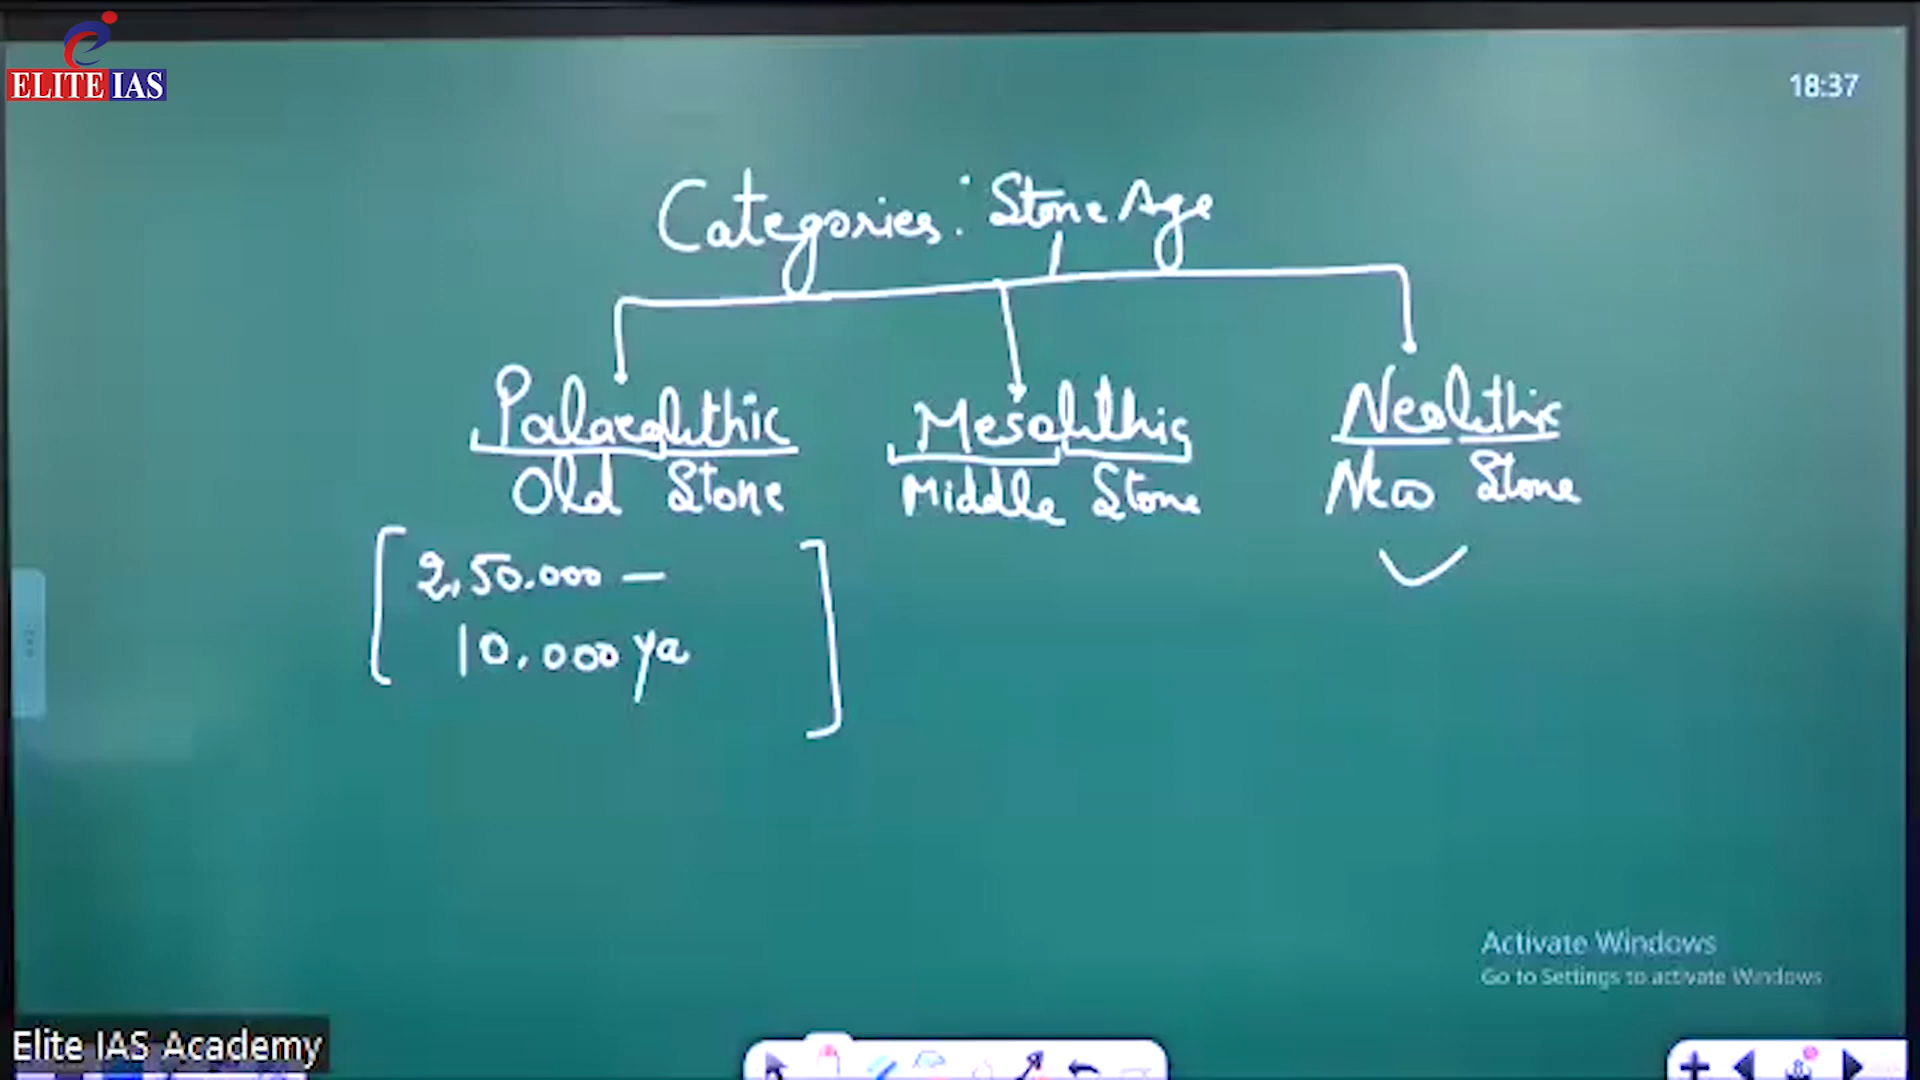 ELITE IAS
18:37
Categories: Stone Age
Palaeolithic Mesolithic Neolithic
Old Stone Middle Stone New Stone
2,50.000 —
10,000 ya
Activate Windows
Go to Settings to activate Windows
Elite IAS Academy